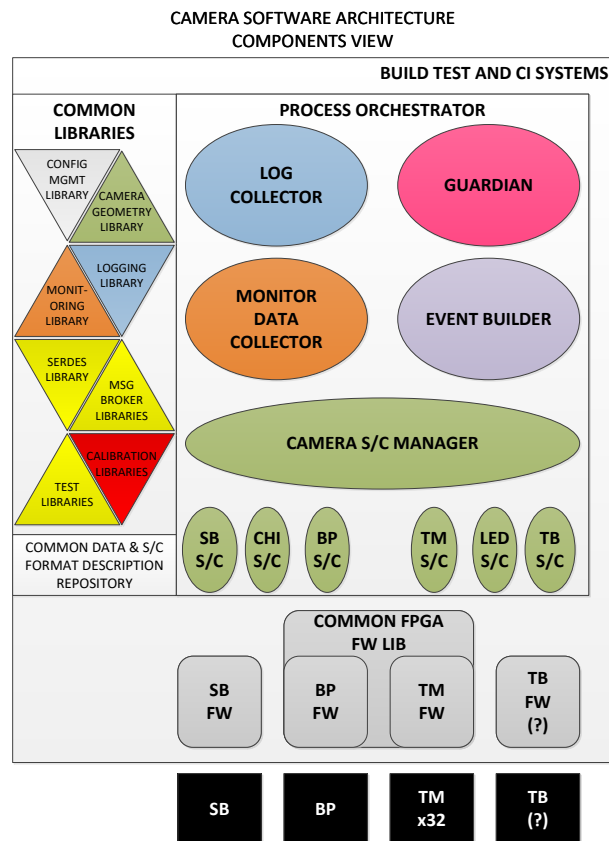 CAMERA SOFTWARE ARCHITECTURE
COMPONENTS VIEW
BUILD TEST AND CI SYSTEMS
COMMON
LIBRARIES
CONFIG
MGMT
LIBRARY
CAMERA
GEOMETRY
LIBRARY
MONIT-
ORING
LIBRARY
LOGGING
LIBRARY
SERDES
LIBRARY
MSG
BROKER
LIBRARIES
TEST
LIBRARIES
CALIBRATION
LIBRARIES
COMMON DATA & S/C
FORMAT DESCRIPTION
REPOSITORY
PROCESS ORCHESTRATOR
LOG
COLLECTOR
GUARDIAN
MONITOR
DATA
COLLECTOR
EVENT BUILDER
CAMERA S/C MANAGER
SB
S/C
CHI
S/C
BP
S/C
TM
S/C
LED
S/C
TB
S/C
COMMON FPGA
FW LIB
SB
FW
BP
FW
TM
FW
TB
FW
(?)
SB
BP
TM
x32
TB
(?)